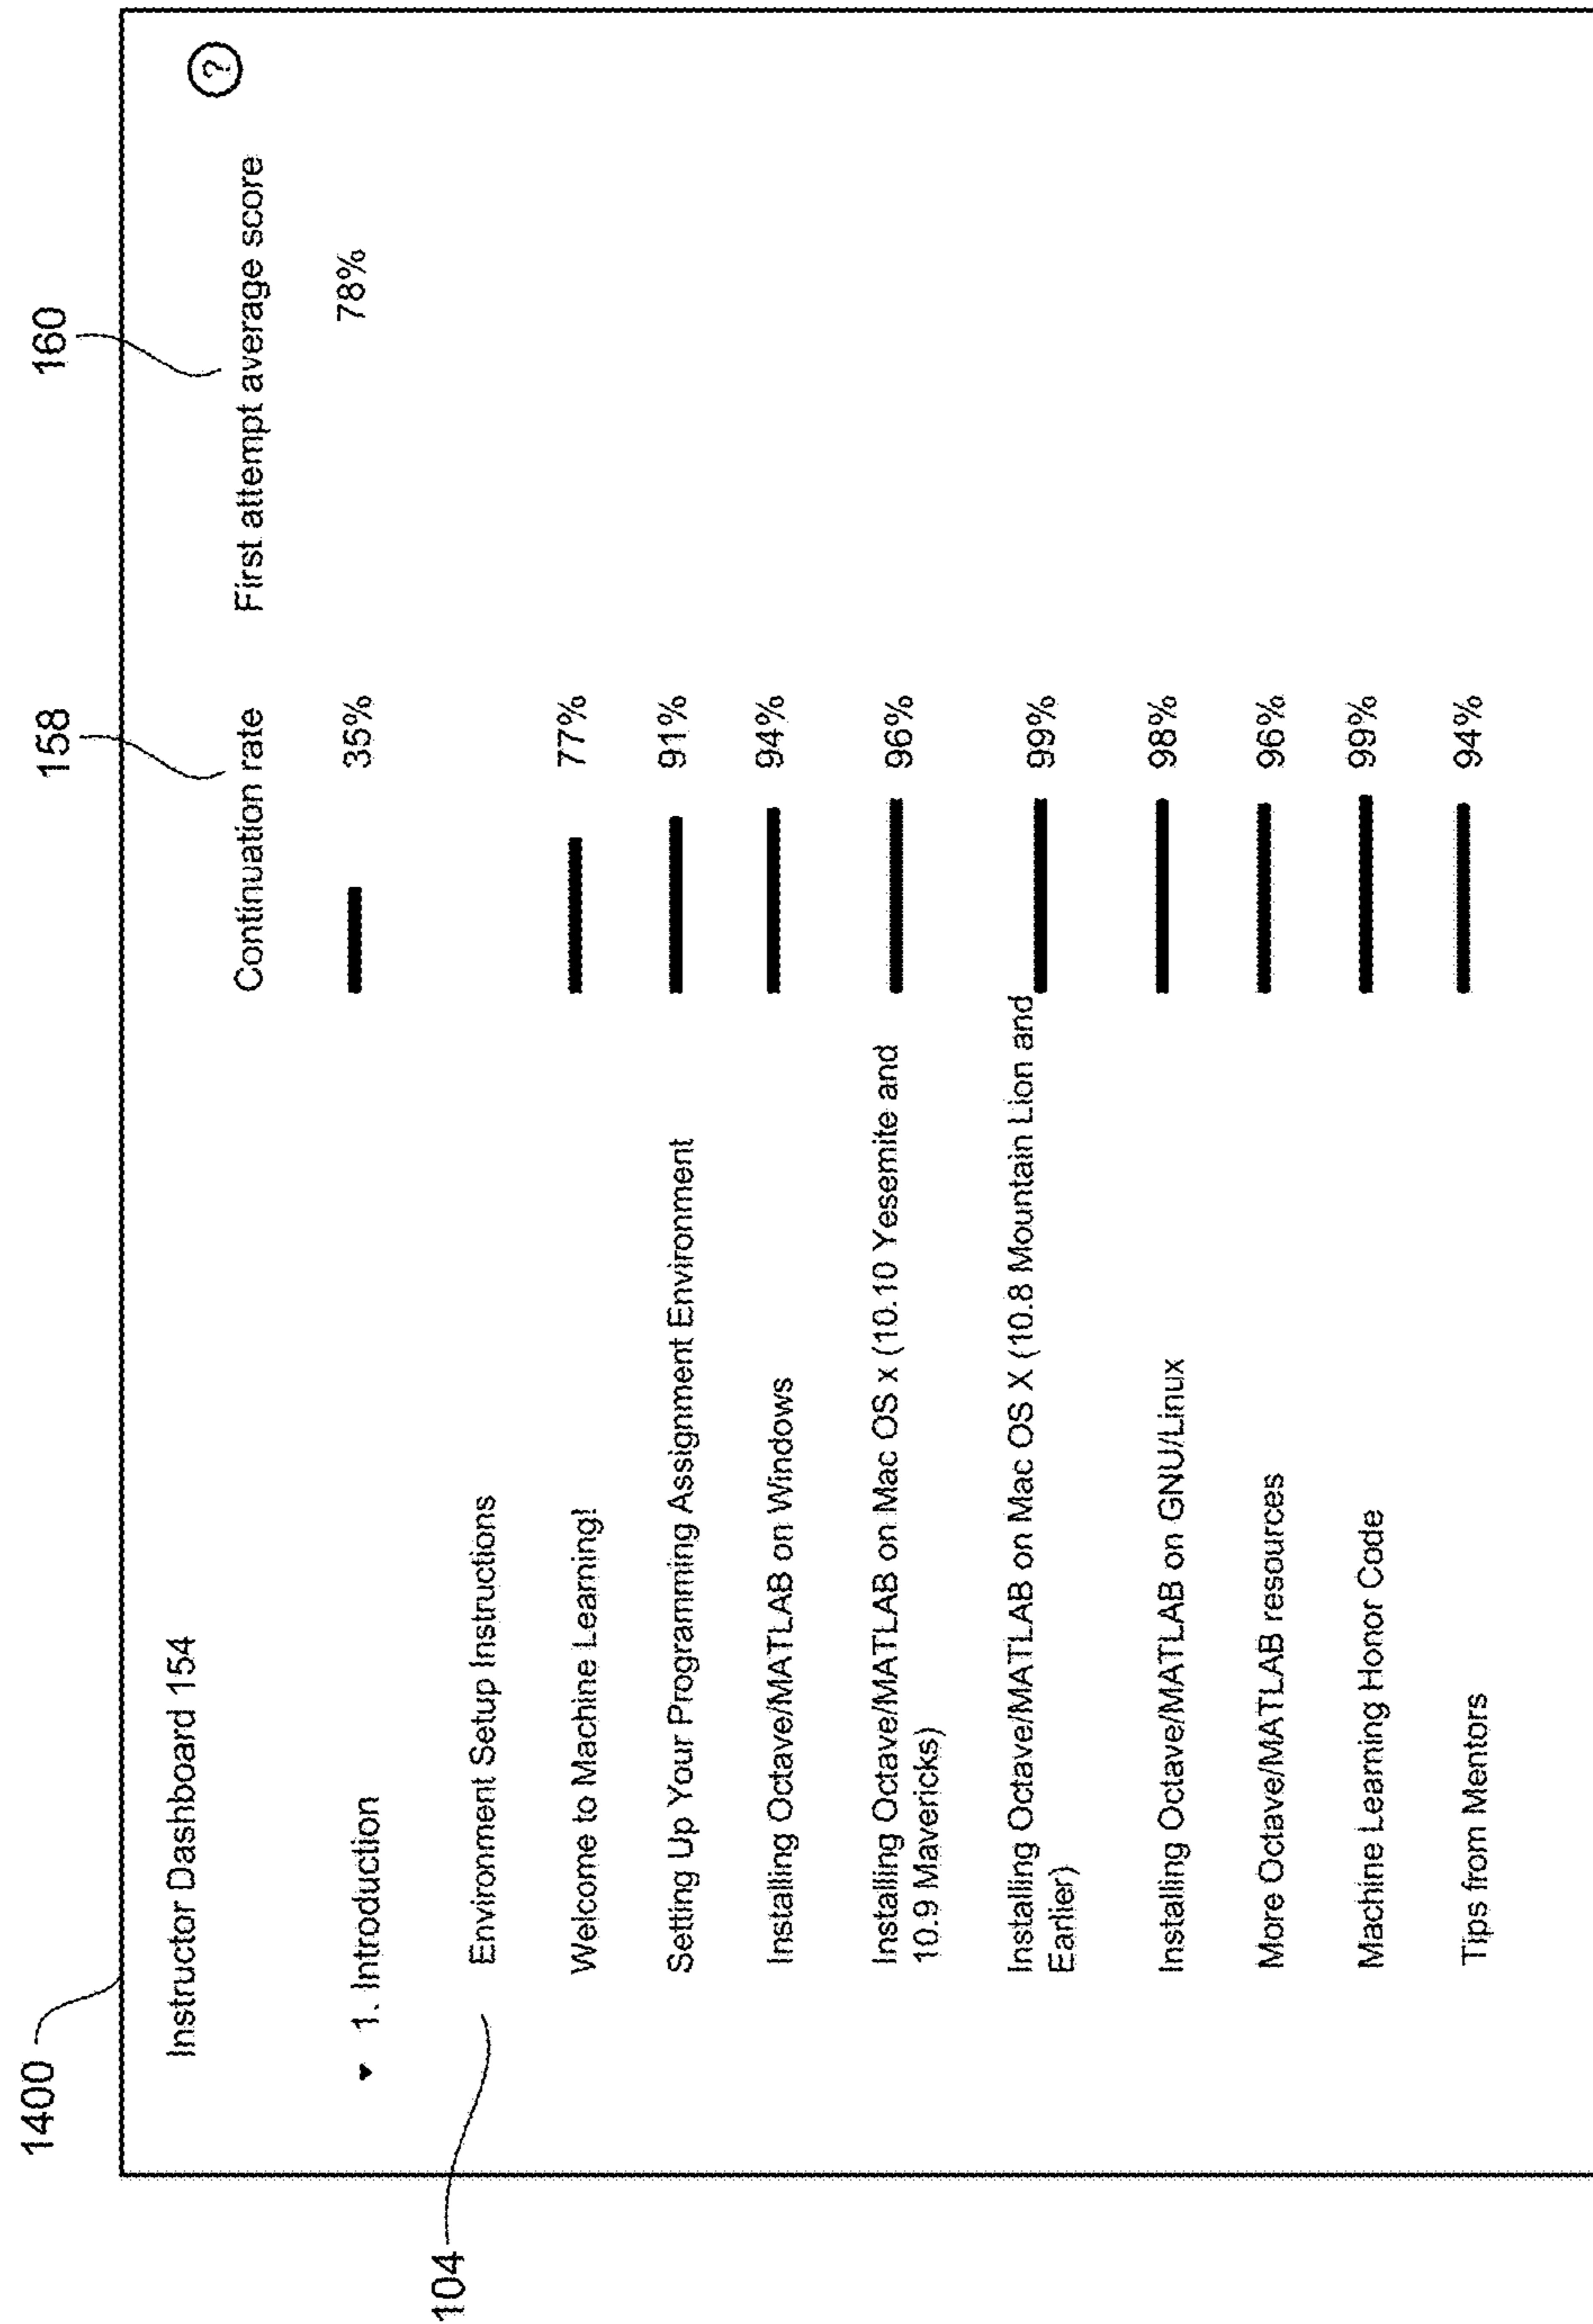 1400
158
160
Instructor Dashboard 154
?
Continuation rate
First attempt average score
1. Introduction
35%
78%
104
Environment Setup Instructions
Welcome to Machine Learning!
77%
Setting Up Your Programming Assignment Environment
91%
Installing Octave/MATLAB on Windows
94%
Installing Octave/MATLAB on Mac OS x (10.10 Yesemite and
10.9 Mavericks)
96%
Installing Octave/MATLAB on Mac OS X (10.8 Mountain Lion and
Earlier)
99%
Installing Octave/MATLAB on GNU/Linux
98%
More Octave/MATLAB resources
96%
Machine Learning Honor Code
99%
Tips from Mentors
94%